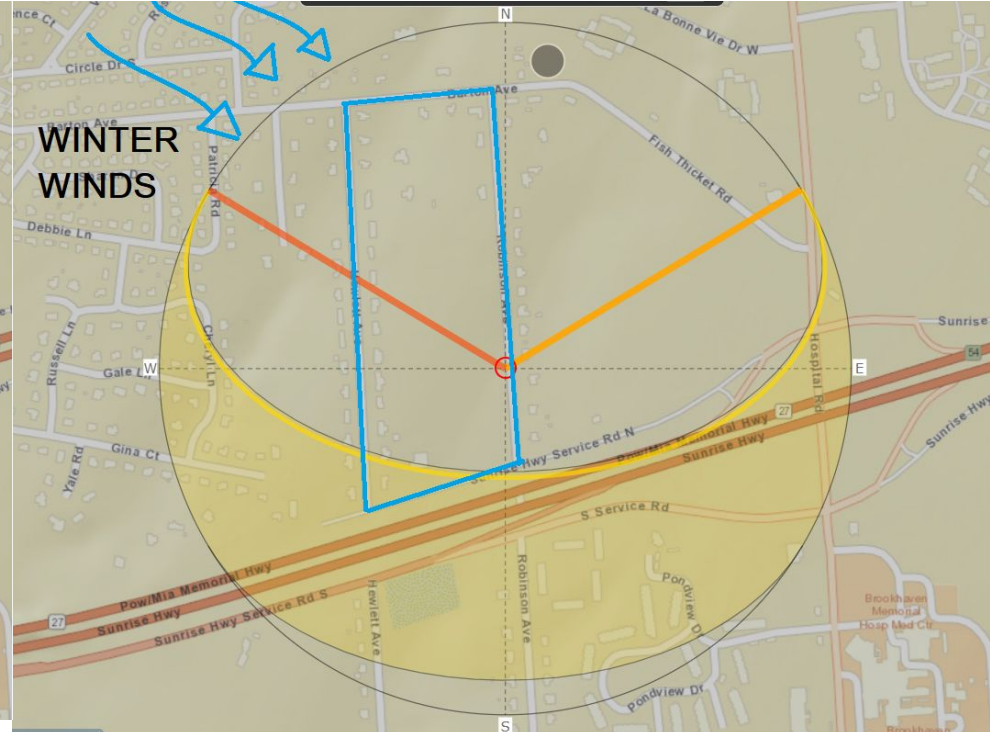 N
La Bonne Vie Dr W
Circle Dr S
Barton Ave
Barton Ave
WINTER
WINDS
Patricia Rd
Fish Thicket Rd
Debbie Ln
Robinson Ave
Hewlett Ave
Sunrise
54
Russell Ln
Cheryl Ln
Gale Ln
W
E
Hospital Rd
27
Sunrise Hwy
Gina Ct
Yale Rd
Sunrise Hwy Service Rd N
Pow/Mia Memorial Hwy
Sunrise Hwy
S Service Rd
Pow/Mia Memorial Hwy
27
Sunrise Hwy
Sunrise Hwy Service Rd S
Hewlett Ave
Robinson Ave
Pondview Dr
Brookhaven
Memorial
Hosp Med Ctr
Pondview Dr
S
Brookhaven